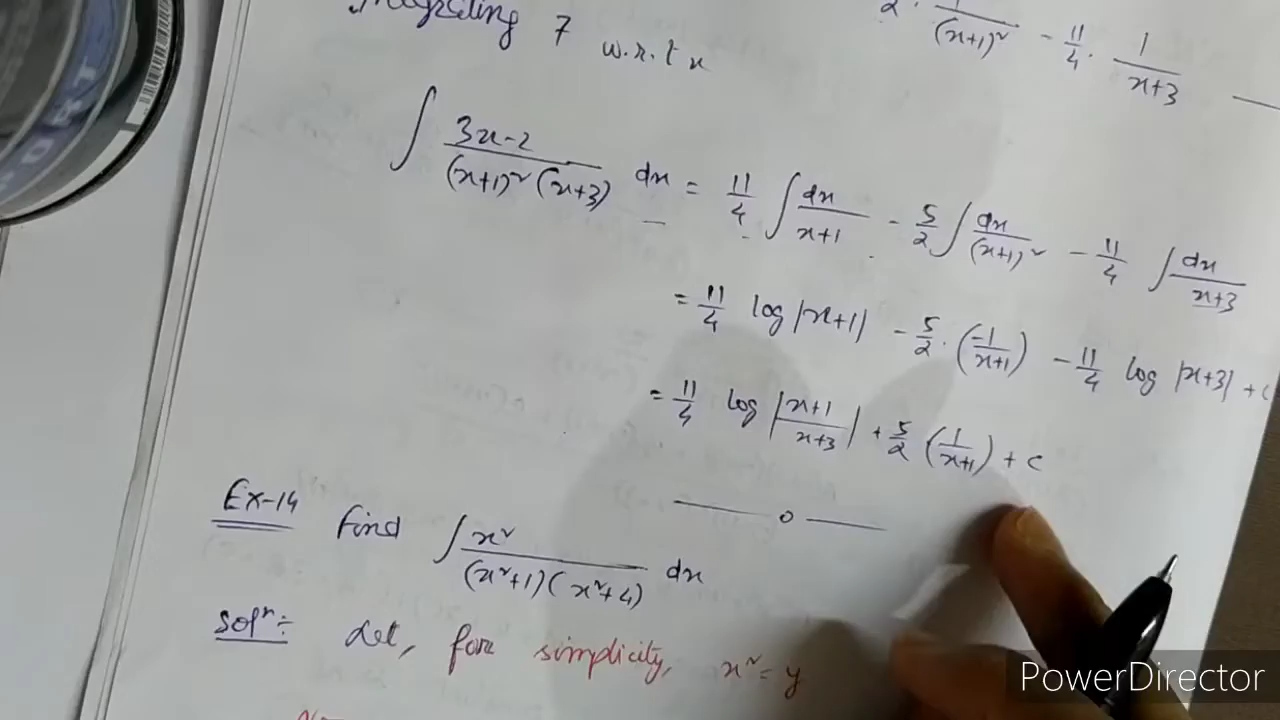 Integrating 7 w.r.t x
2 · 1/(x+1)² - 11/4 · 1/(x+3)
∫ (3x-2)/((x+1)²(x+3)) dx = 11/4 ∫ dx/(x+1) - 5/2 ∫ dx/(x+1)² - 11/4 ∫ dx/(x+3)
= 11/4 log |x+1| - 5/2 · (-1/(x+1)) - 11/4 log |x+3| + c
= 11/4 log |(x+1)/(x+3)| + 5/2 (1/(x+1)) + c
Ex-14 Find ∫ x²/((x²+1)(x²+4)) dx
Solⁿ:- Let, for simplicity, x² = y
PowerDirector